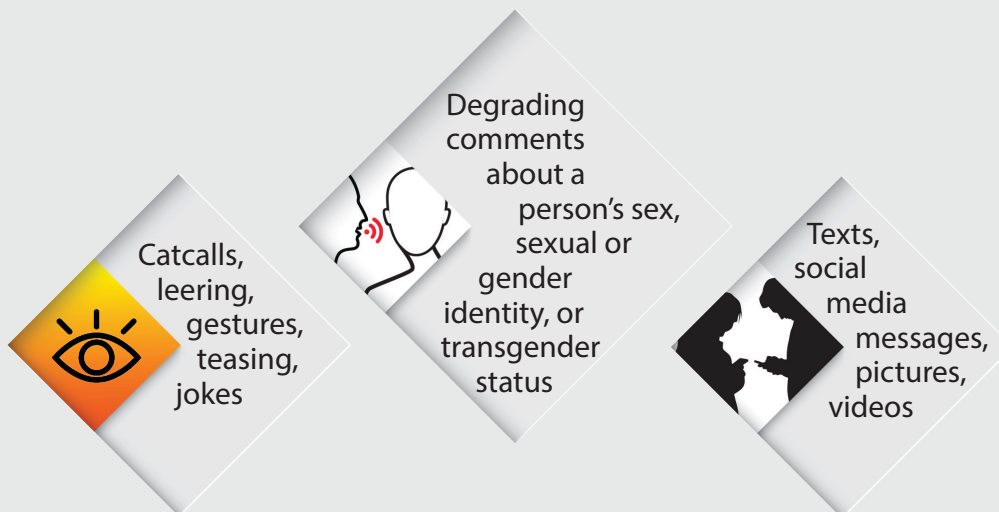 Catcalls,
leering,
gestures,
teasing,
jokes
Degrading
comments
about a
person's sex,
sexual or
gender
identity, or
transgender
status
Texts,
social
media
messages,
pictures,
videos